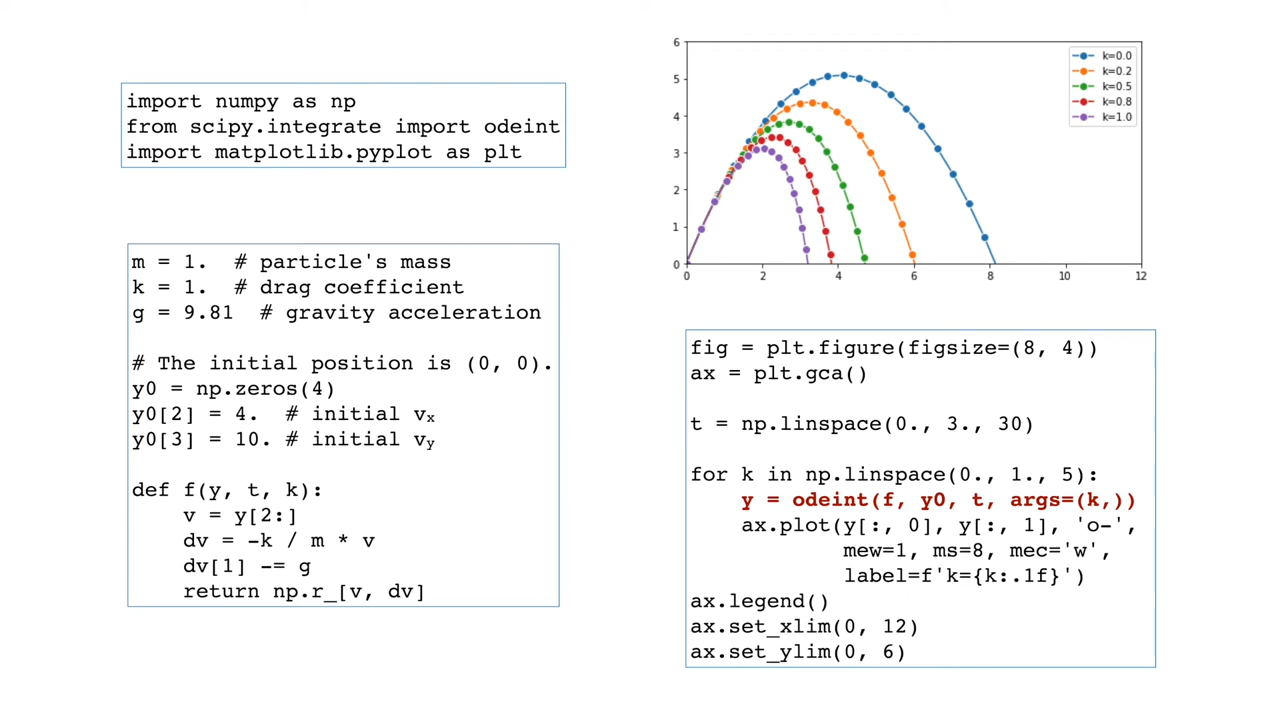 import numpy as np
from scipy.integrate import odeint
import matplotlib.pyplot as plt
m = 1.  # particle's mass
k = 1.  # drag coefficient
g = 9.81  # gravity acceleration
# The initial position is (0, 0).
y0 = np.zeros(4)
y0[2] = 4.  # initial vₓ
y0[3] = 10. # initial vᵧ
def f(y, t, k):
    v = y[2:]
    dv = -k / m * v
    dv[1] -= g
    return np.r_[v, dv]
6
5
4
3
2
1
0
0 2 4 6 8 10 12
k=0.0
k=0.2
k=0.5
k=0.8
k=1.0
fig = plt.figure(figsize=(8, 4))
ax = plt.gca()
t = np.linspace(0., 3., 30)
for k in np.linspace(0., 1., 5):
    y = odeint(f, y0, t, args=(k,))
    ax.plot(y[:, 0], y[:, 1], 'o-',
            mew=1, ms=8, mec='w',
            label=f'k={k:.1f}')
ax.legend()
ax.set_xlim(0, 12)
ax.set_ylim(0, 6)